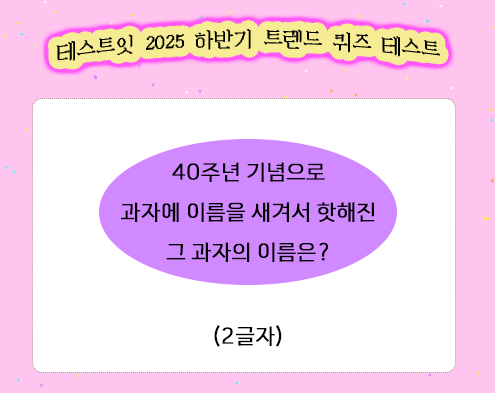 테스트잇 2025 하반기 트렌드 퀴즈 테스트
40주년 기념으로
과자에 이름을 새겨서 핫해진
그 과자의 이름은?
(2글자)